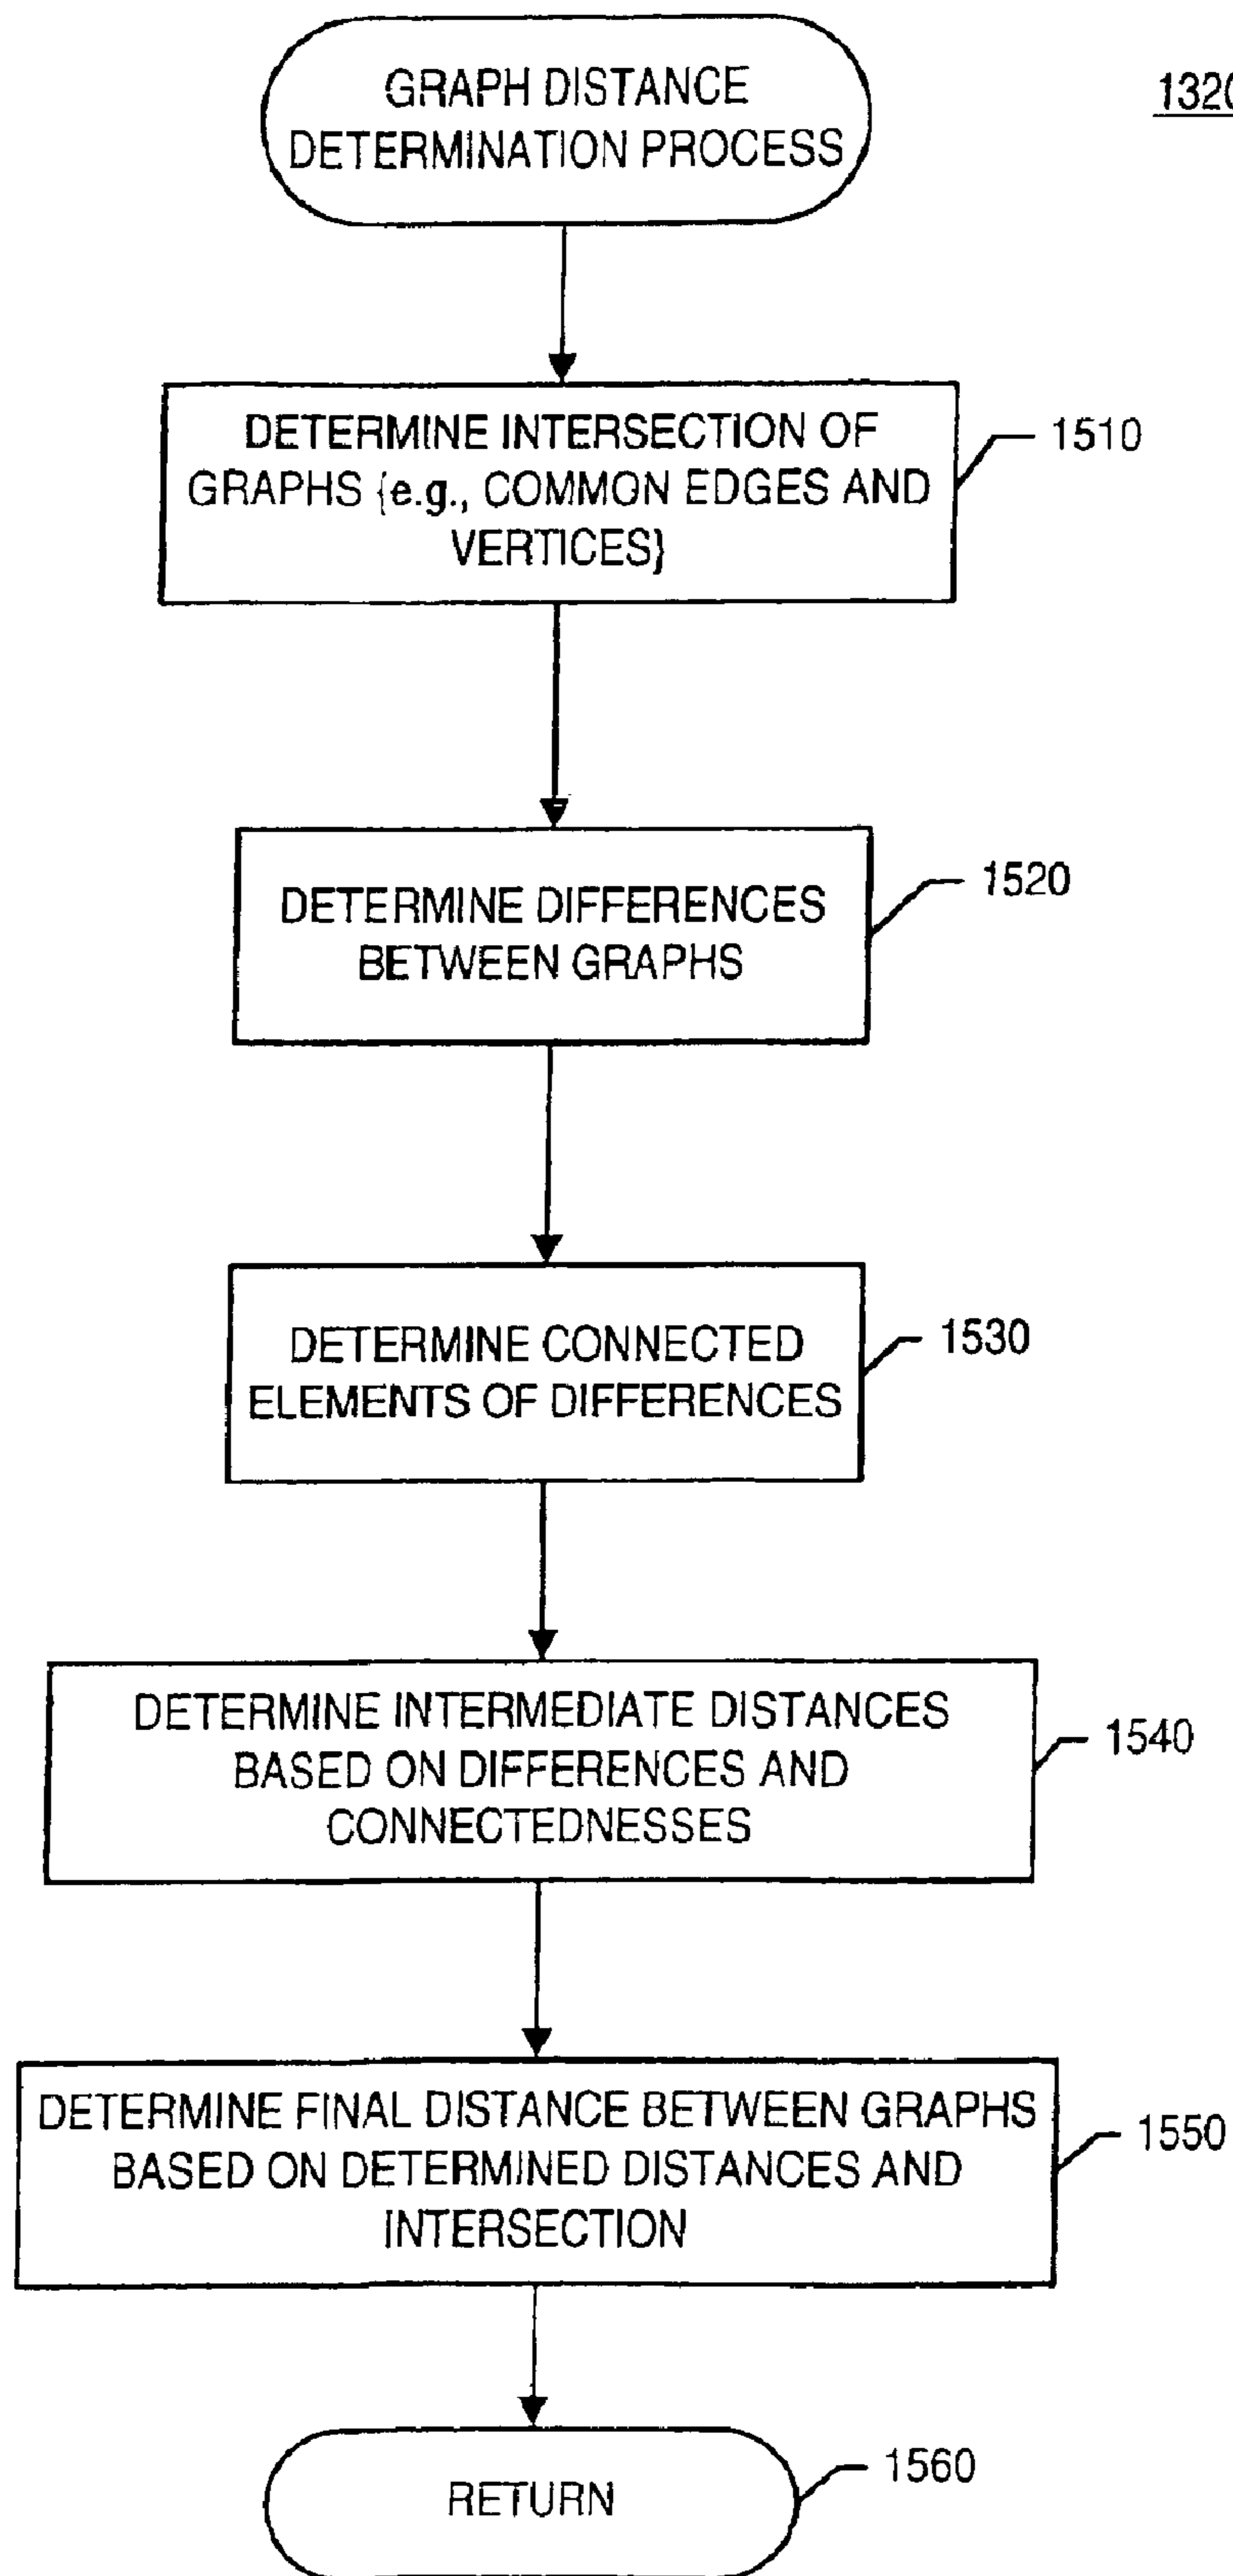 GRAPH DISTANCE
DETERMINATION PROCESS
1320
DETERMINE INTERSECTION OF
GRAPHS {e.g., COMMON EDGES AND
VERTICES}
1510
DETERMINE DIFFERENCES
BETWEEN GRAPHS
1520
DETERMINE CONNECTED
ELEMENTS OF DIFFERENCES
1530
DETERMINE INTERMEDIATE DISTANCES
BASED ON DIFFERENCES AND
CONNECTEDNESSES
1540
DETERMINE FINAL DISTANCE BETWEEN GRAPHS
BASED ON DETERMINED DISTANCES AND
INTERSECTION
1550
RETURN
1560